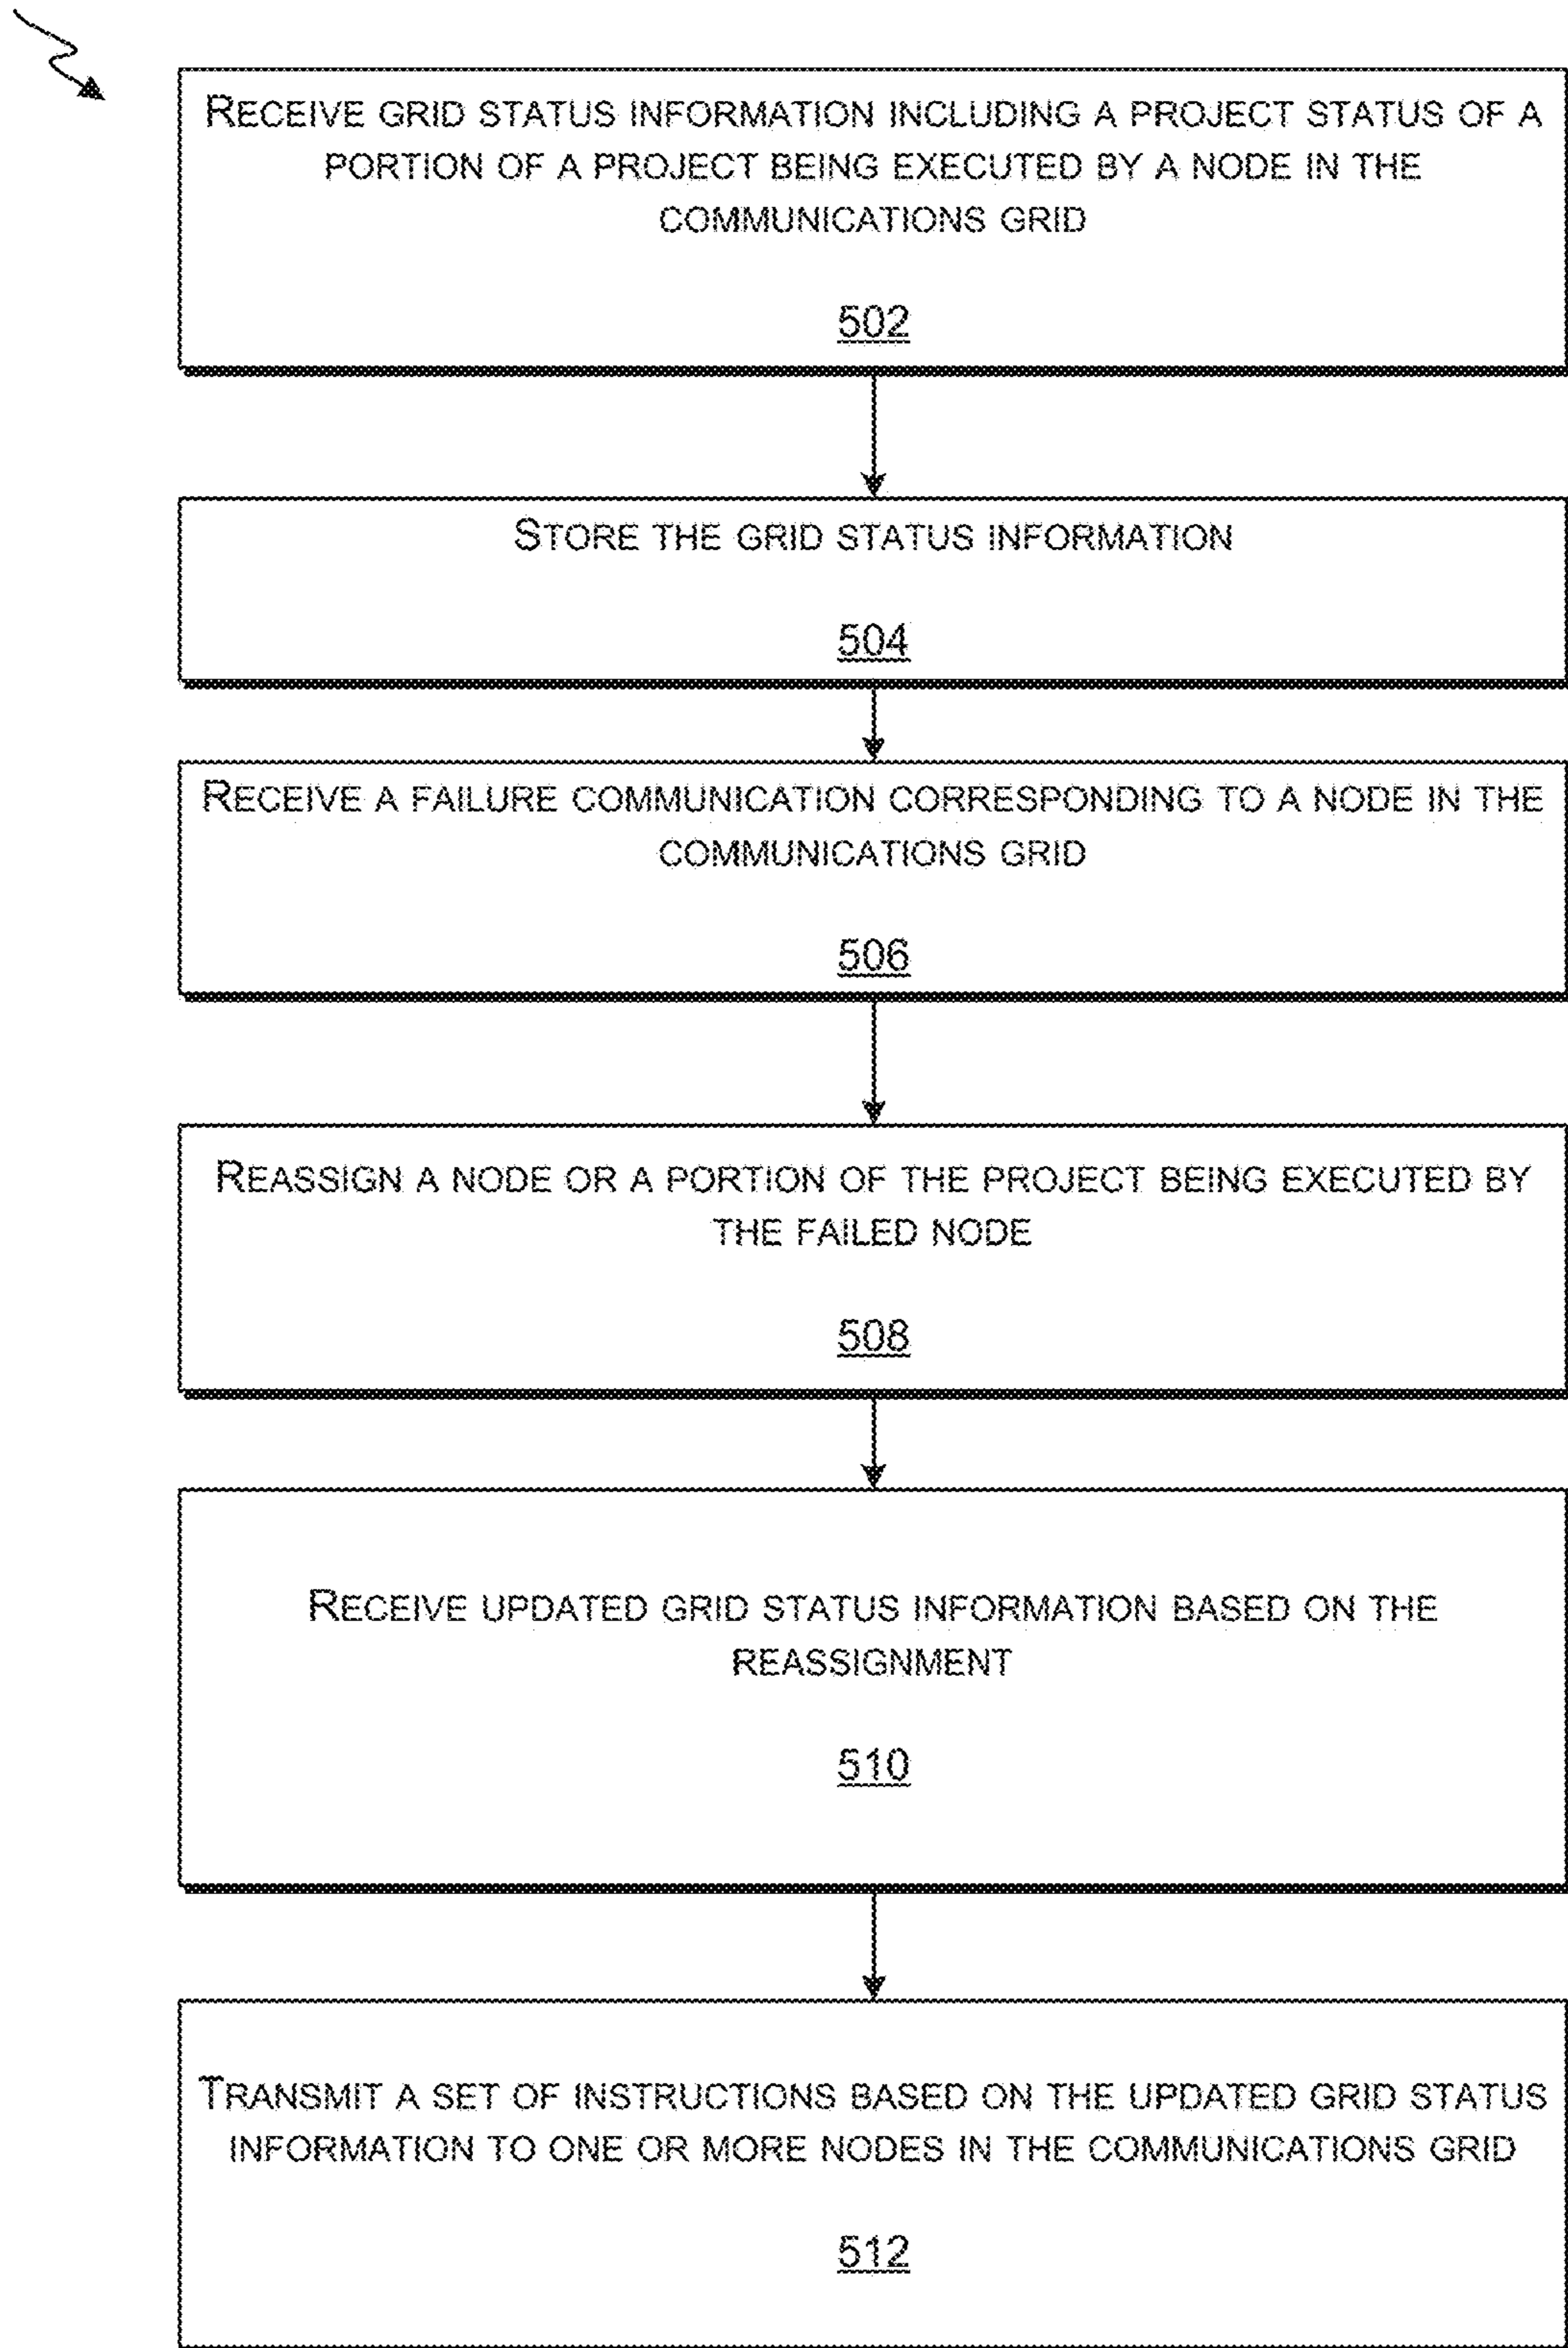 RECEIVE GRID STATUS INFORMATION INCLUDING A PROJECT STATUS OF A
PORTION OF A PROJECT BEING EXECUTED BY A NODE IN THE
COMMUNICATIONS GRID
502
STORE THE GRID STATUS INFORMATION
504
RECEIVE A FAILURE COMMUNICATION CORRESPONDING TO A NODE IN THE
COMMUNICATIONS GRID
506
REASSIGN A NODE OR A PORTION OF THE PROJECT BEING EXECUTED BY
THE FAILED NODE
508
RECEIVE UPDATED GRID STATUS INFORMATION BASED ON THE
REASSIGNMENT
510
TRANSMIT A SET OF INSTRUCTIONS BASED ON THE UPDATED GRID STATUS
INFORMATION TO ONE OR MORE NODES IN THE COMMUNICATIONS GRID
512